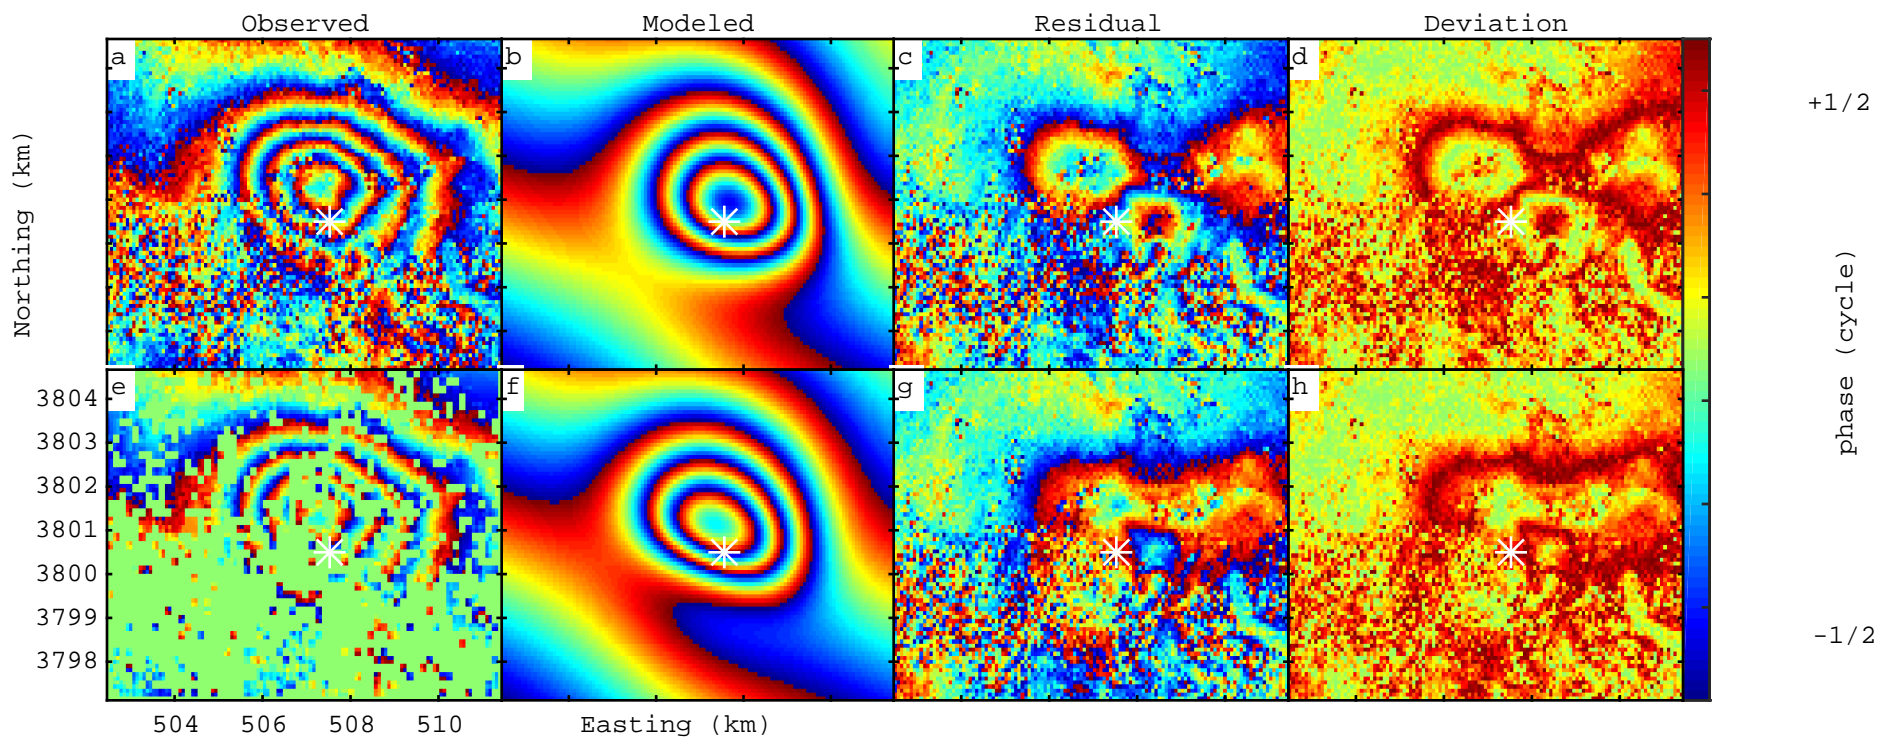 Observed Modeled Residual Deviation
a b c d
+1/2
Northing (km)
phase (cycle)
e f g h
3804
3803
3802
3801
3800
3799
3798
-1/2
504 506 508 510 Easting (km)